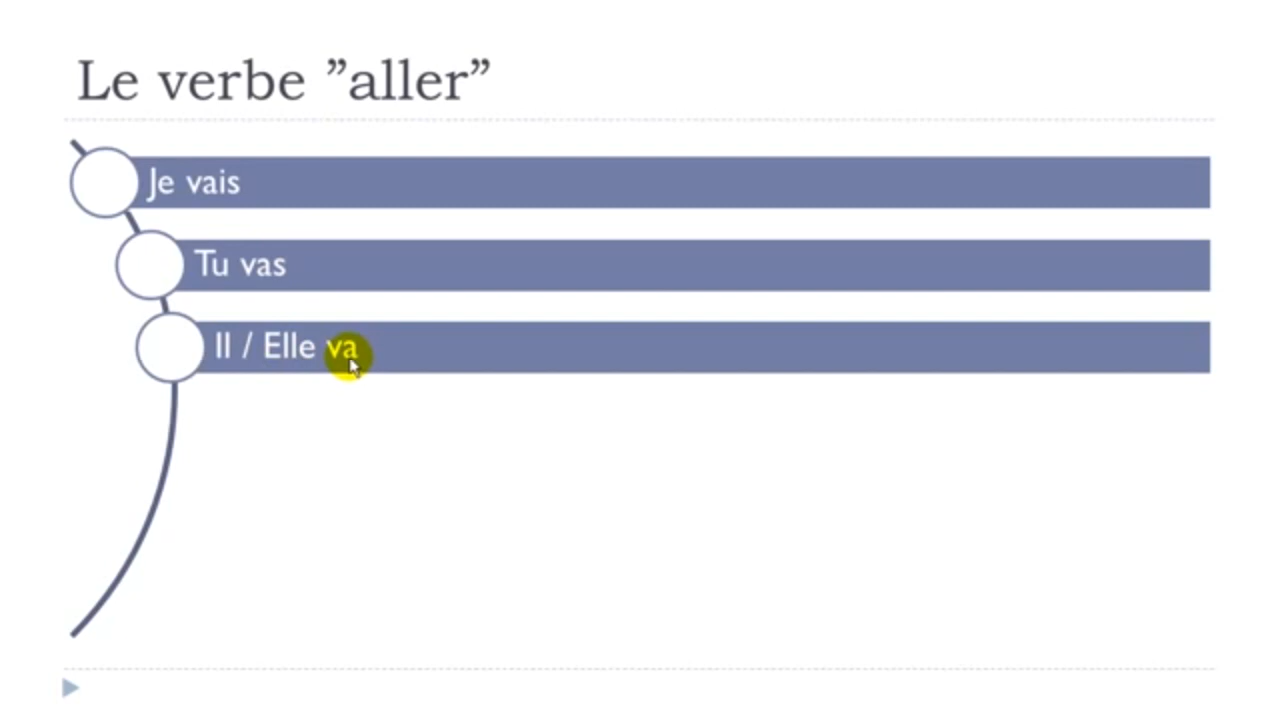 Le verbe ”aller”
Je vais
Tu vas
Il / Elle va